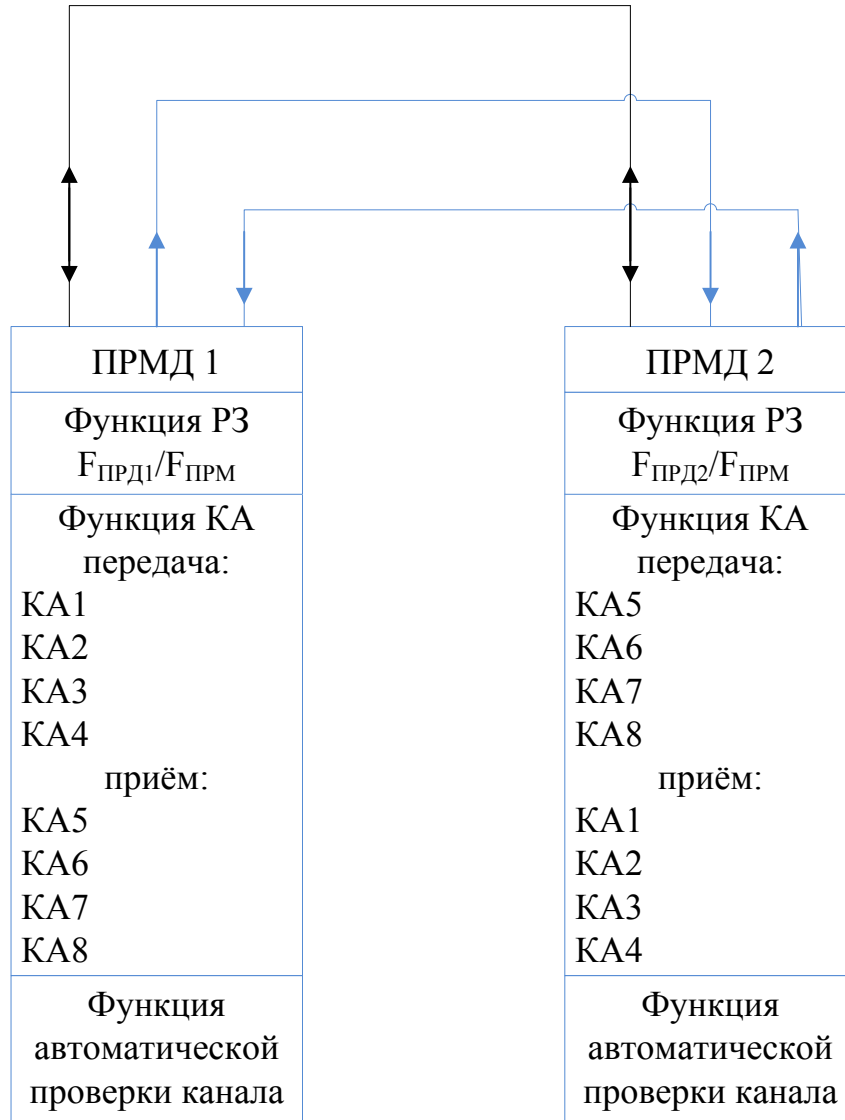 ПРМД 1
Функция РЗ
FПРД1/FПРМ
Функция КА
передача:
КА1
КА2
КА3
КА4
приём:
КА5
КА6
КА7
КА8
Функция
автоматической
проверки канала
ПРМД 2
Функция РЗ
FПРД2/FПРМ
Функция КА
передача:
КА5
КА6
КА7
КА8
приём:
КА1
КА2
КА3
КА4
Функция
автоматической
проверки канала